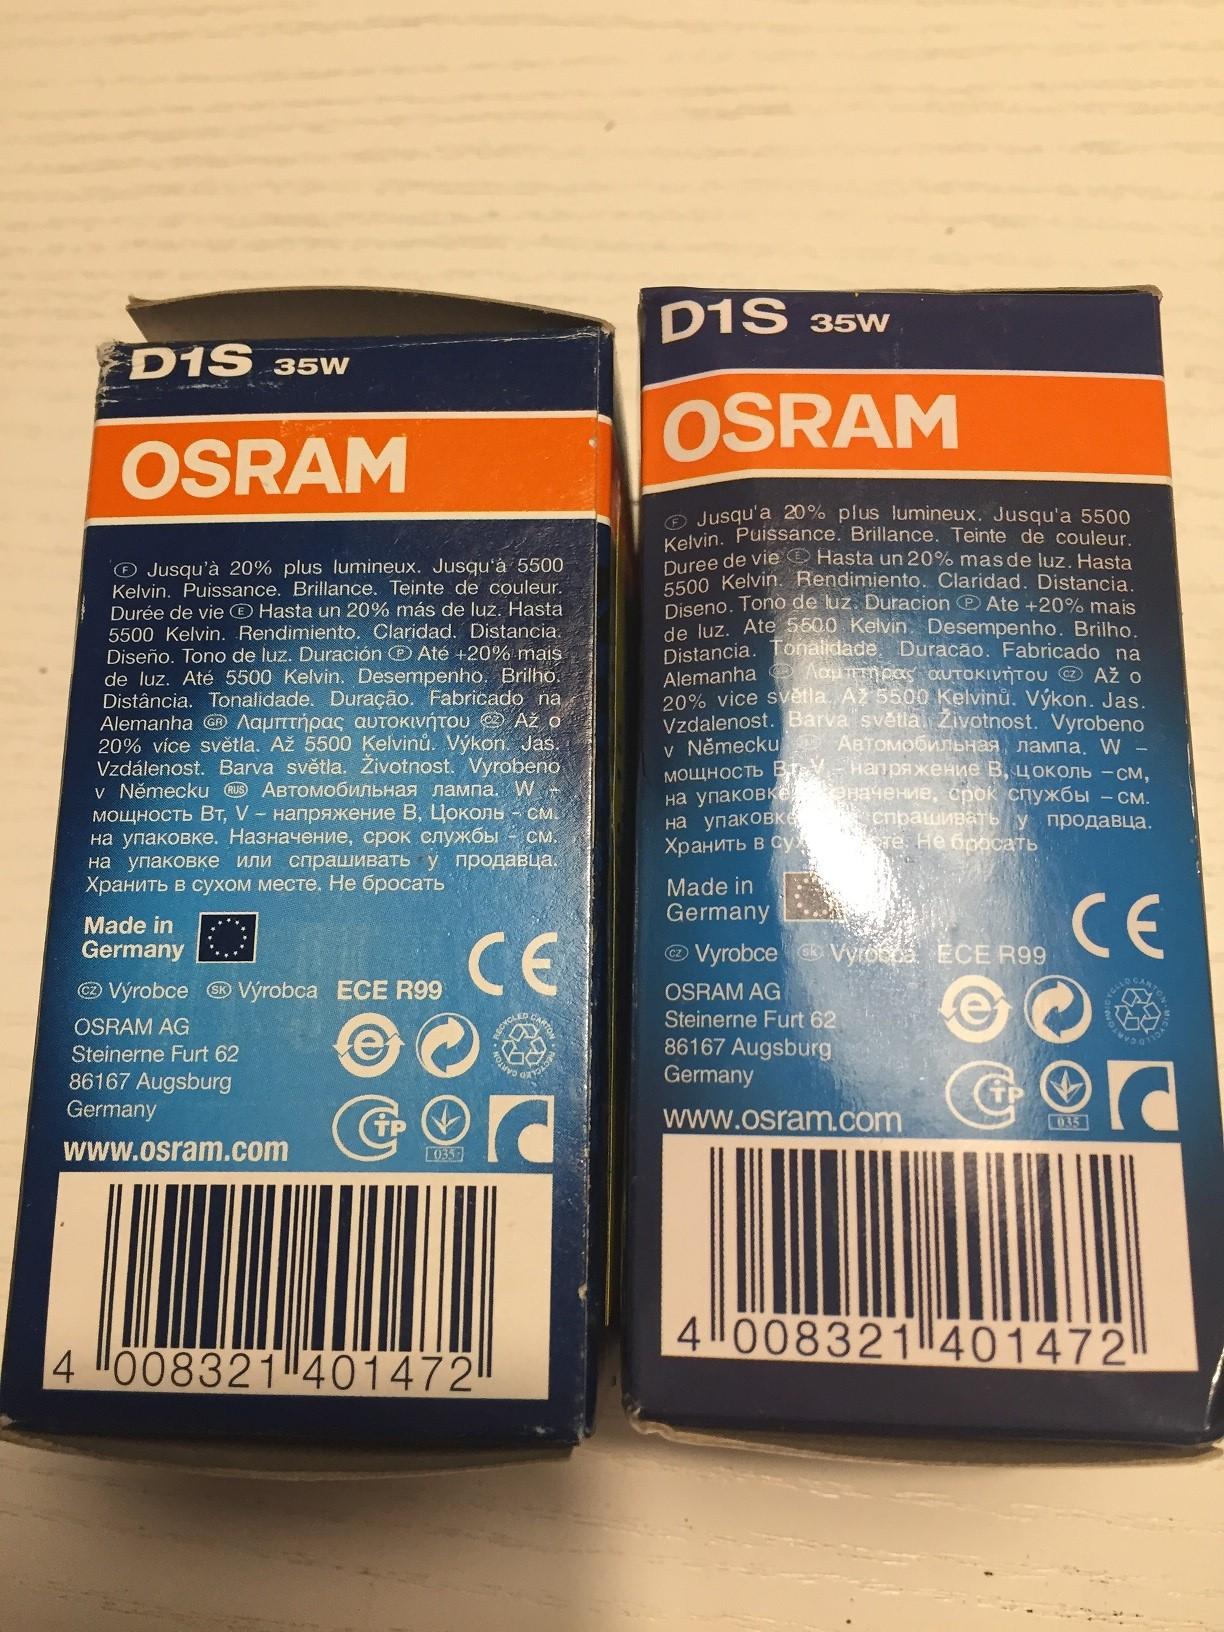 D1S 35W
OSRAM
F Jusqu'à 20% plus lumineux. Jusqu'à 5500
Kelvin. Puissance. Brillance. Teinte de couleur.
Durée de vie E Hasta un 20% más de luz. Hasta
5500 Kelvin. Rendimiento. Claridad. Distancia.
Diseño. Tono de luz. Duración P Até +20% mais
de luz. Até 5500 Kelvin. Desempenho. Brilho.
Distância. Tonalidade. Duração. Fabricado na
Alemanha GR Λαμπτήρας αυτοκινήτου CZ Až o
20% vice světla. Až 5500 Kelvinů. Výkon. Jas.
Vzdálenost. Barva světla. Životnost. Vyrobeno
v Německu RUS Автомобильная лампа. W -
мощность Вт, V – напряжение В, Цоколь - см.
на упаковке. Назначение, срок службы - см.
на упаковке или спрашивать у продавца.
Хранить в сухом месте. Не бросать
Made in
Germany
CE
CZ Výrobce SK Výrobca ECE R99
OSRAM AG
Steinerne Furt 62
86167 Augsburg
Germany
e
RECYCLED CARTON
TP
035
www.osram.com
4 008321 401472
D1S 35W
OSRAM
F Jusqu'a 20% plus lumineux. Jusqu'a 5500
Kelvin. Puissance. Brillance. Teinte de couleur.
Duree de vie E Hasta un 20% mas de luz. Hasta
5500 Kelvin. Rendimiento. Claridad. Distancia.
Diseno. Tono de luz. Duracion P Ate +20% mais
de luz. Ate 5500 Kelvin. Desempenho. Brilho.
Distancia. Tonalidade. Duracao. Fabricado na
Alemanha Λαμπτήρας αυτοκινήτου CZ Až o
20% vice světla. Až 5500 Kelvinů. Výkon. Jas.
Vzdalenost. Barva světla. Životnost. Vyrobeno
v Německu Автомобильная лампа. W –
мощность V – напряжение В, цоколь –см,
на срок службы –см.
на спрашивать у продавца.
Хранить в Не бросать
Made in
Germany
CE
CZ Vyrobce SK Vyrobca ECE R99
OSRAM AG
Steinerne Furt 62
86167 Augsburg
Germany
e
TP
035
www.osram.com
4 008321 401472